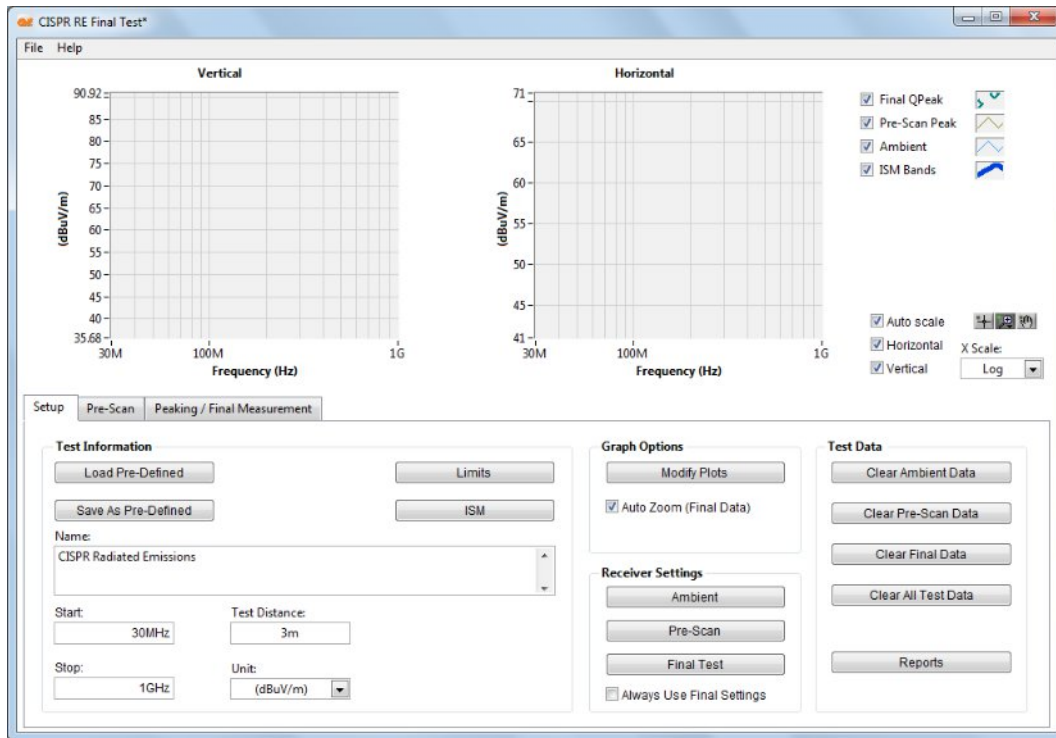 CISPR RE Final Test*
File Help
Vertical
90.92
85
80
75
70
65
60
55
50
45
40
35.68
(dBuV/m)
30M 100M 1G
Frequency (Hz)
Horizontal
71
65
60
55
50
45
41
(dBuV/m)
30M 100M 1G
Frequency (Hz)
Final QPeak
Pre-Scan Peak
Ambient
ISM Bands
Auto scale
Horizontal
Vertical
X Scale:
Log
Setup Pre-Scan Peaking / Final Measurement
Test Information
Load Pre-Defined Limits
Save As Pre-Defined ISM
Name:
CISPR Radiated Emissions
Start: Test Distance:
30MHz 3m
Stop: Unit:
1GHz (dBuV/m)
Graph Options
Modify Plots
Auto Zoom (Final Data)
Receiver Settings
Ambient
Pre-Scan
Final Test
Always Use Final Settings
Test Data
Clear Ambient Data
Clear Pre-Scan Data
Clear Final Data
Clear All Test Data
Reports